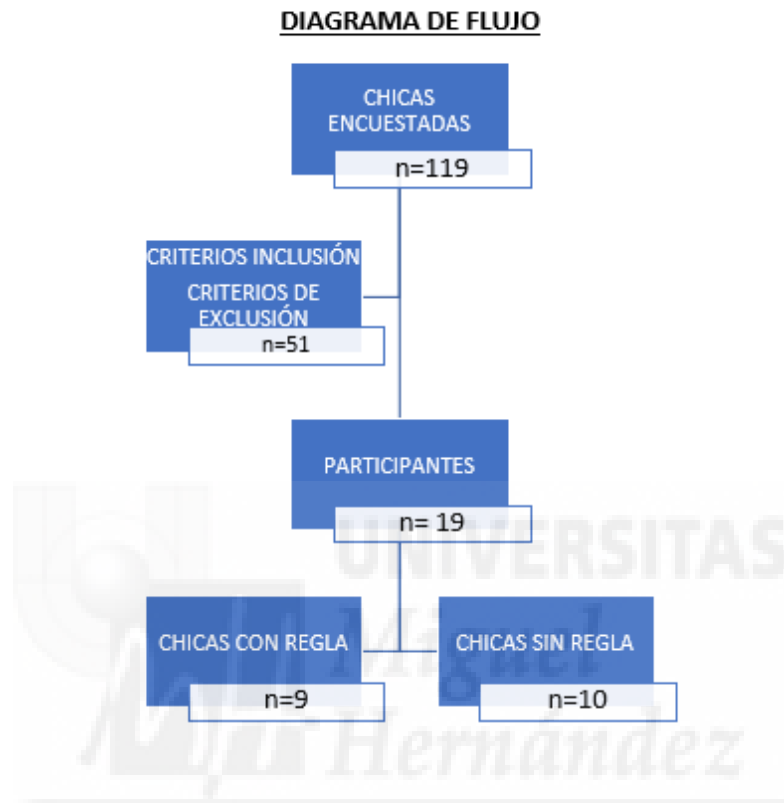 DIAGRAMA DE FLUJO
CHICAS
ENCUESTADAS
n=119
CRITERIOS INCLUSIÓN
CRITERIOS DE
EXCLUSIÓN
n=51
PARTICIPANTES
n= 19
UNIVERSITAS
CHICAS CON REGLA
CHICAS SIN REGLA
Miguel
n=9
n=10
Hernández